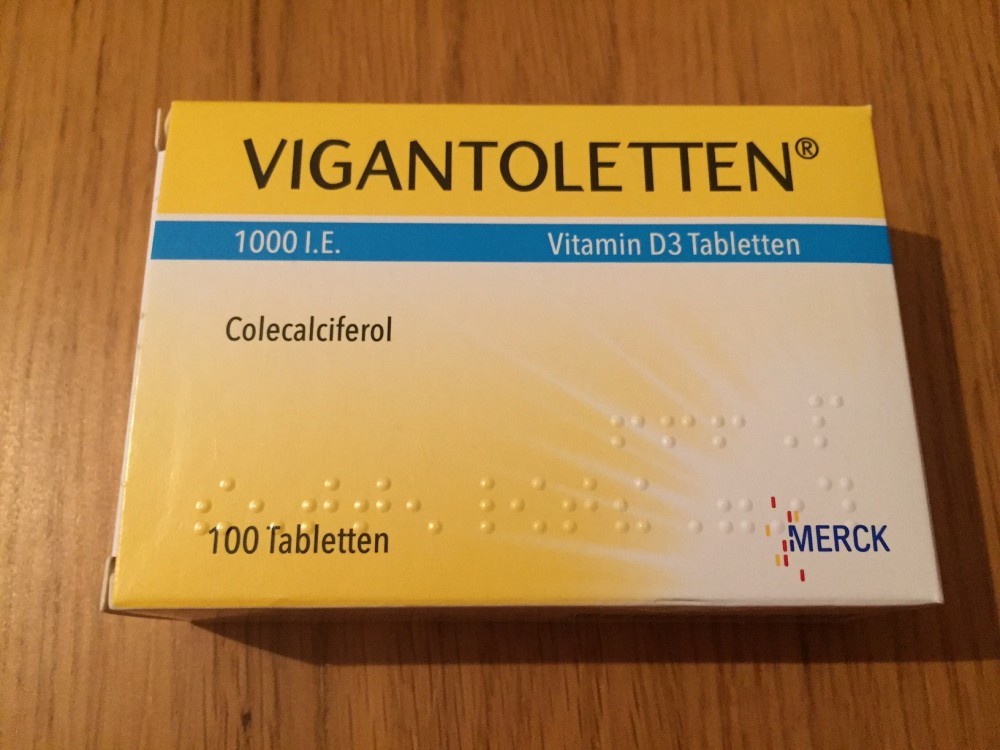 VIGANTOLETTEN®
1000 I.E. Vitamin D3 Tabletten
Colecalciferol
100 Tabletten
MERCK